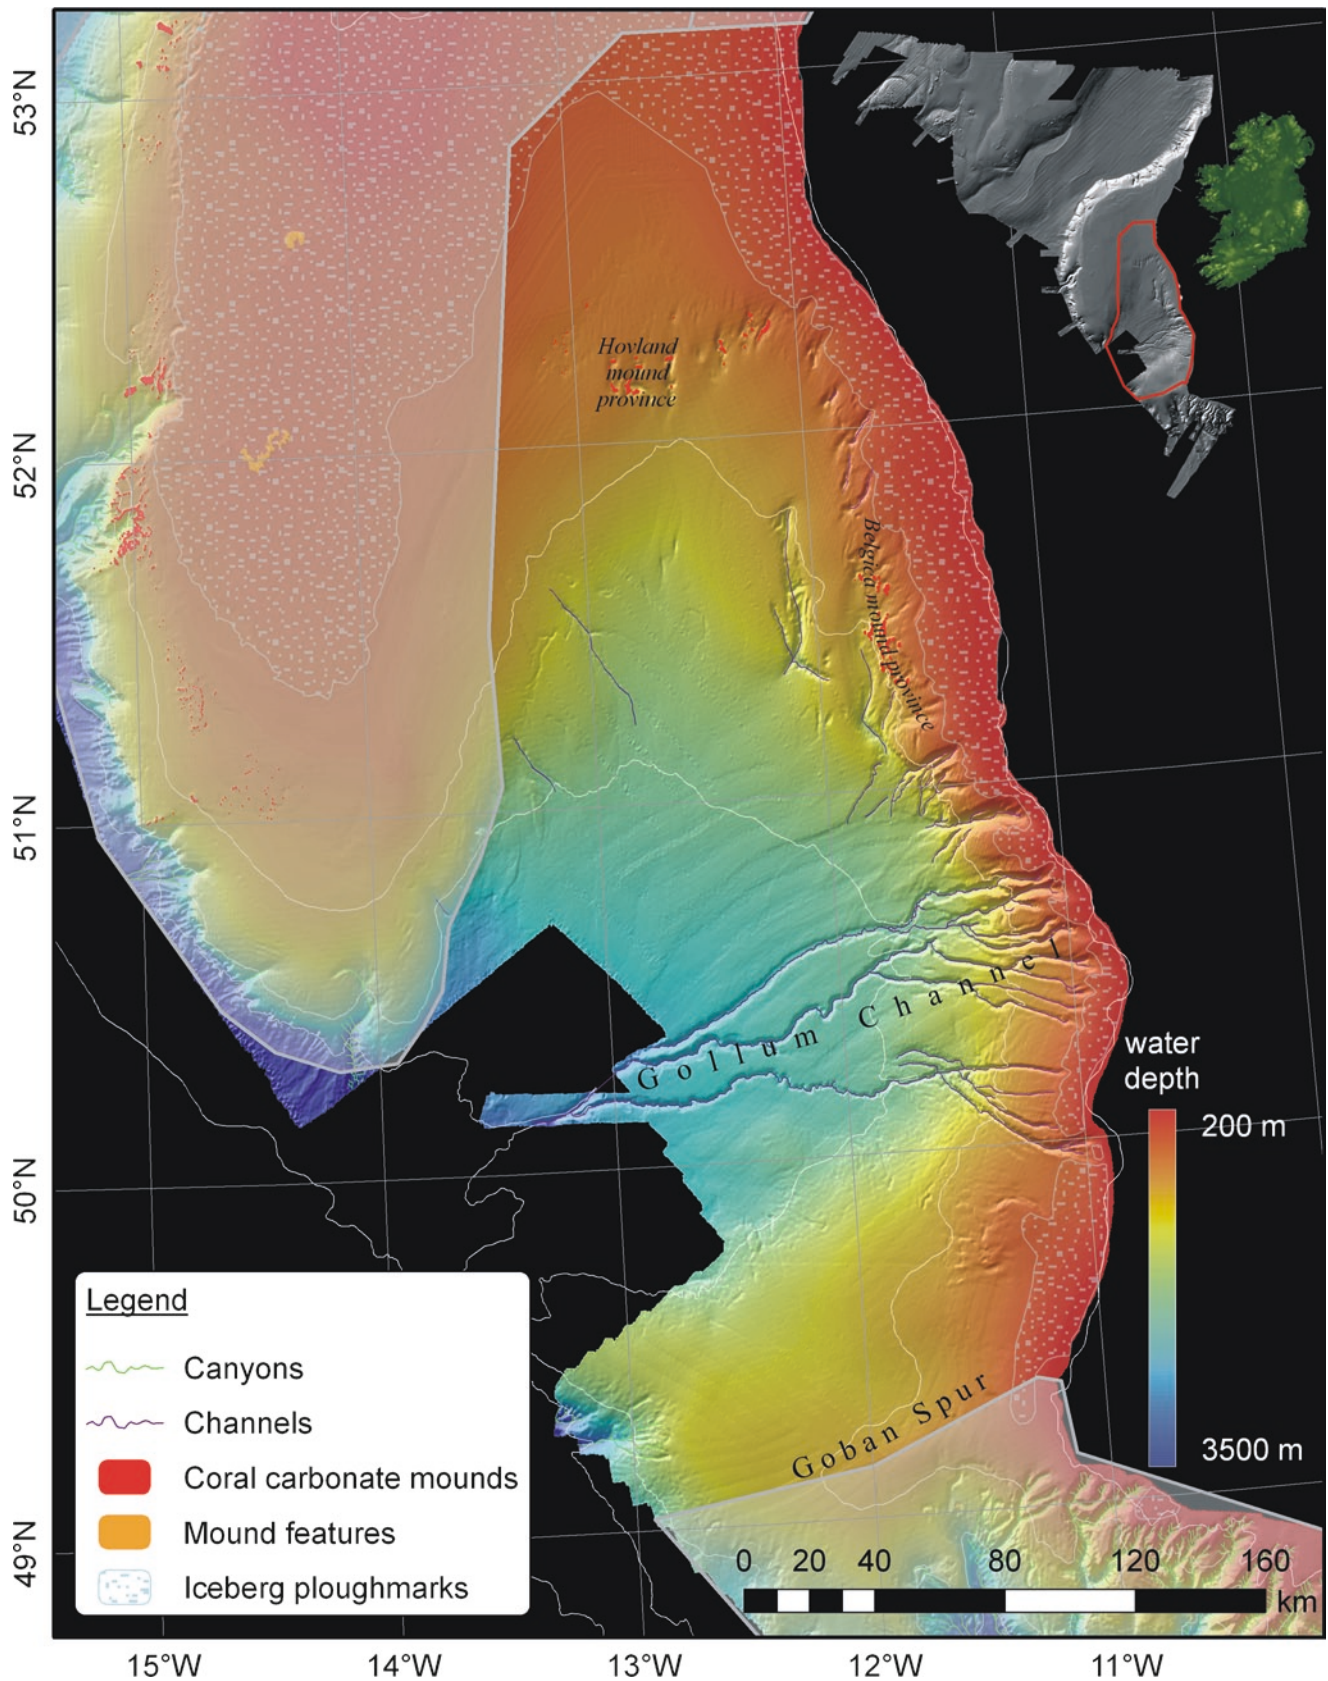 53°N
52°N
51°N
50°N
49°N
Hovland
mound
province
Belgica mound province
Gollum Channel
Goban Spur
water
depth
200 m
3500 m
Legend
Canyons
Channels
Coral carbonate mounds
Mound features
Iceberg ploughmarks
0 20 40 80 120 160
km
15°W 14°W 13°W 12°W 11°W